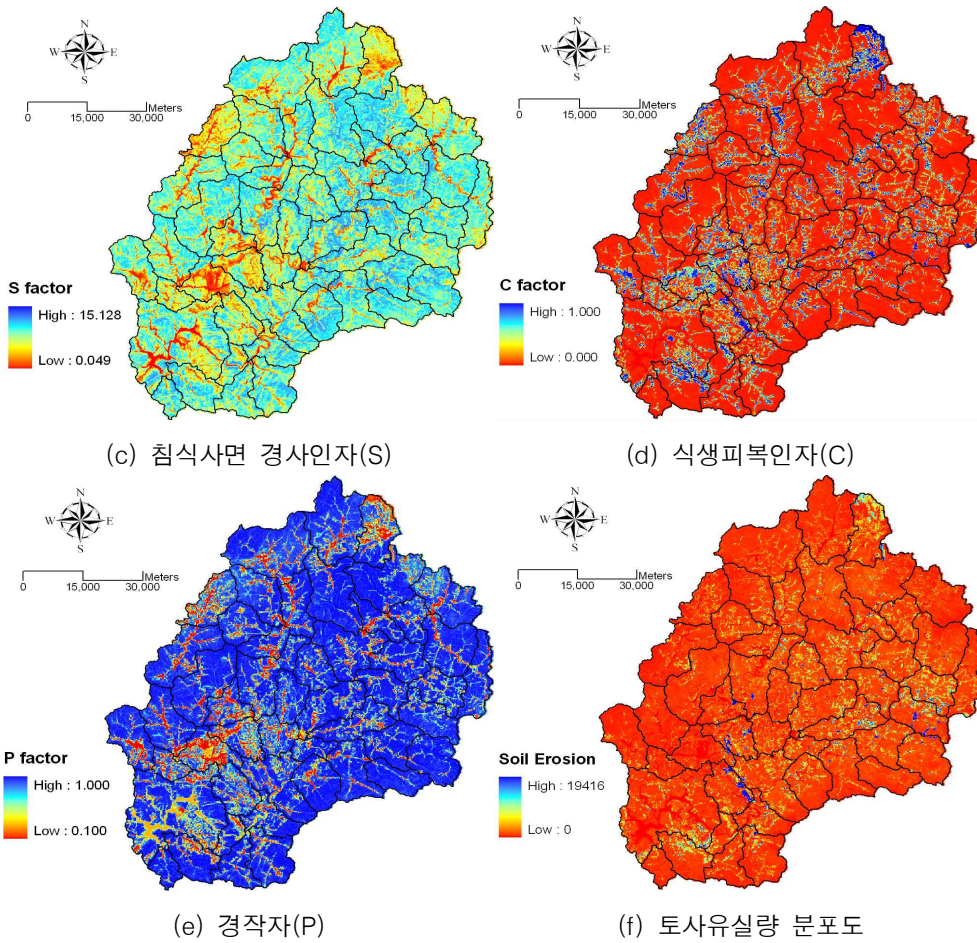 N
W E
S
0 15,000 30,000 Meters
S factor
High : 15.128
Low : 0.049
(c) 침식사면 경사인자(S)
N
W E
S
0 15,000 30,000 Meters
C factor
High : 1.000
Low : 0.000
(d) 식생피복인자(C)
N
W E
S
0 15,000 30,000 Meters
P factor
High : 1.000
Low : 0.100
(e) 경작자(P)
N
W E
S
0 15,000 30,000 Meters
Soil Erosion
High : 19416
Low : 0
(f) 토사유실량 분포도